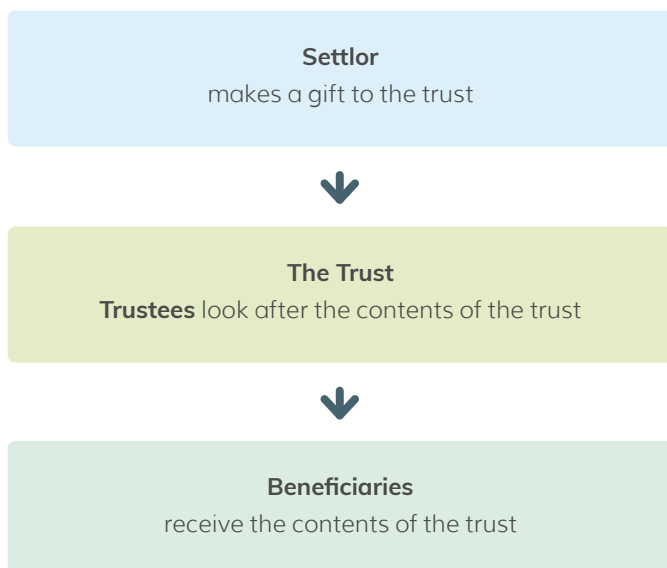 Settlor
makes a gift to the trust
The Trust
Trustees look after the contents of the trust
Beneficiaries
receive the contents of the trust